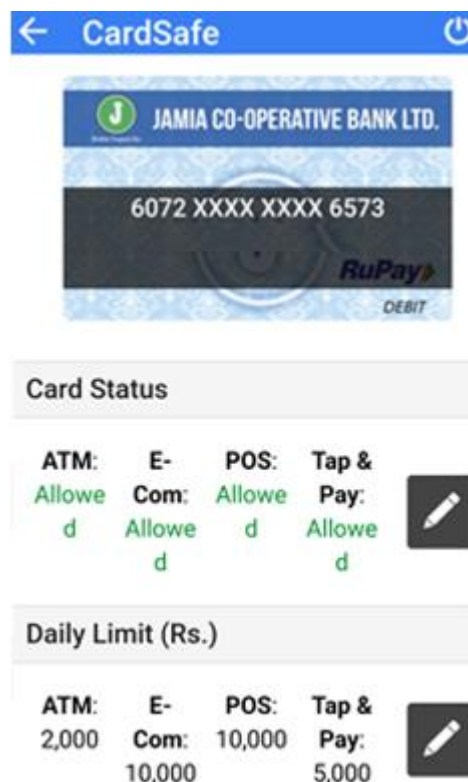 CardSafe
J
JAMIA CO-OPERATIVE BANK LTD.
6072 XXXX XXXX 6573
RuPay
DEBIT
Card Status
ATM: E- POS: Tap &
Allowe Com: Allowe Pay:
d Allowe d Allowe
d d
Daily Limit (Rs.)
ATM: E- POS: Tap &
2,000 Com: 10,000 Pay:
10,000 5,000